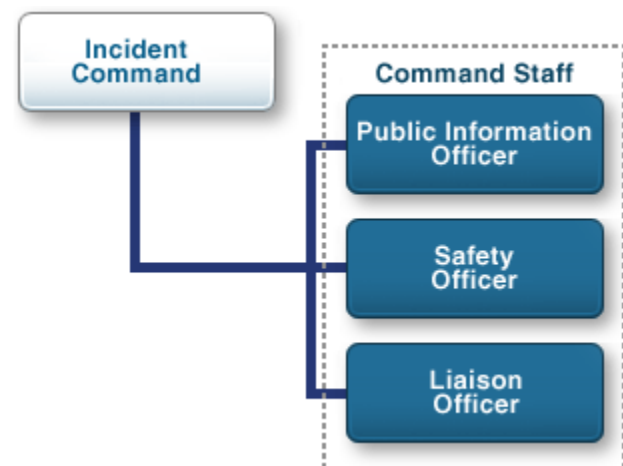 Incident
Command
Command Staff
Public Information
Officer
Safety
Officer
Liaison
Officer